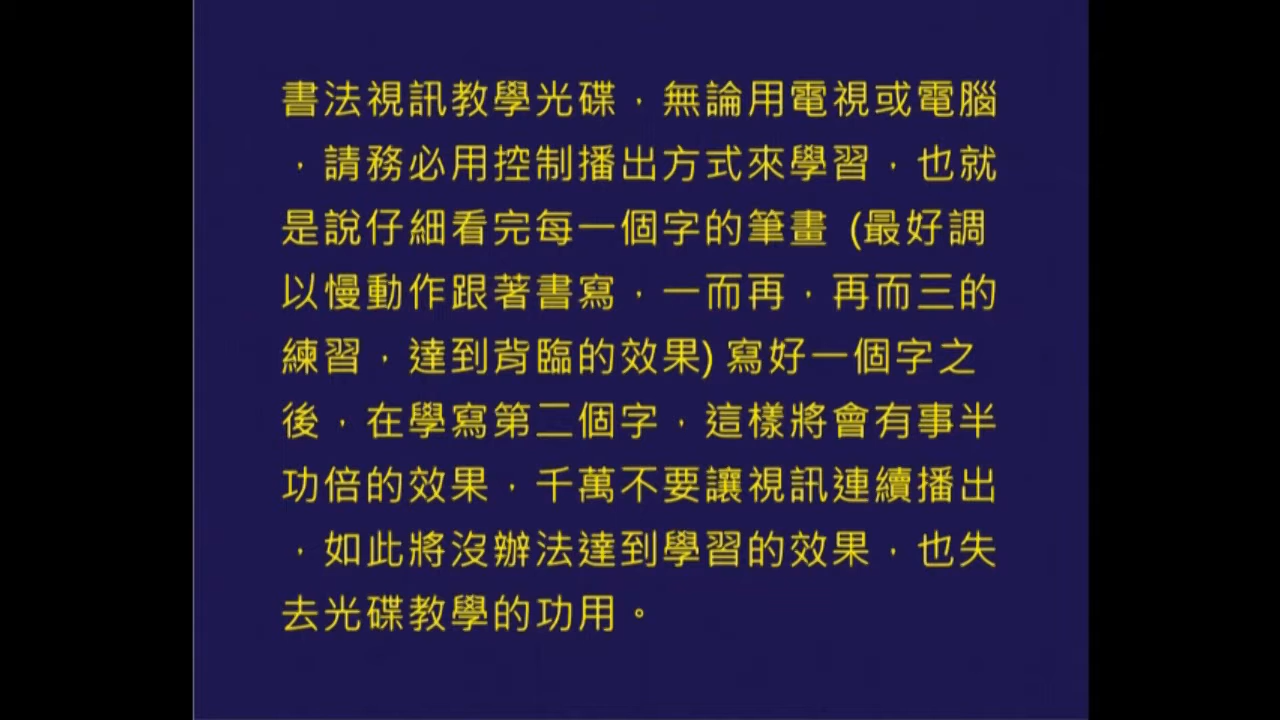 書法視訊教學光碟，無論用電視或電腦
，請務必用控制播出方式來學習，也就
是說仔細看完每一個字的筆畫 (最好調
以慢動作跟著書寫，一而再，再而三的
練習，達到背臨的效果) 寫好一個字之
後，在學寫第二個字，這樣將會有事半
功倍的效果，千萬不要讓視訊連續播出
，如此將沒辦法達到學習的效果，也失
去光碟教學的功用。